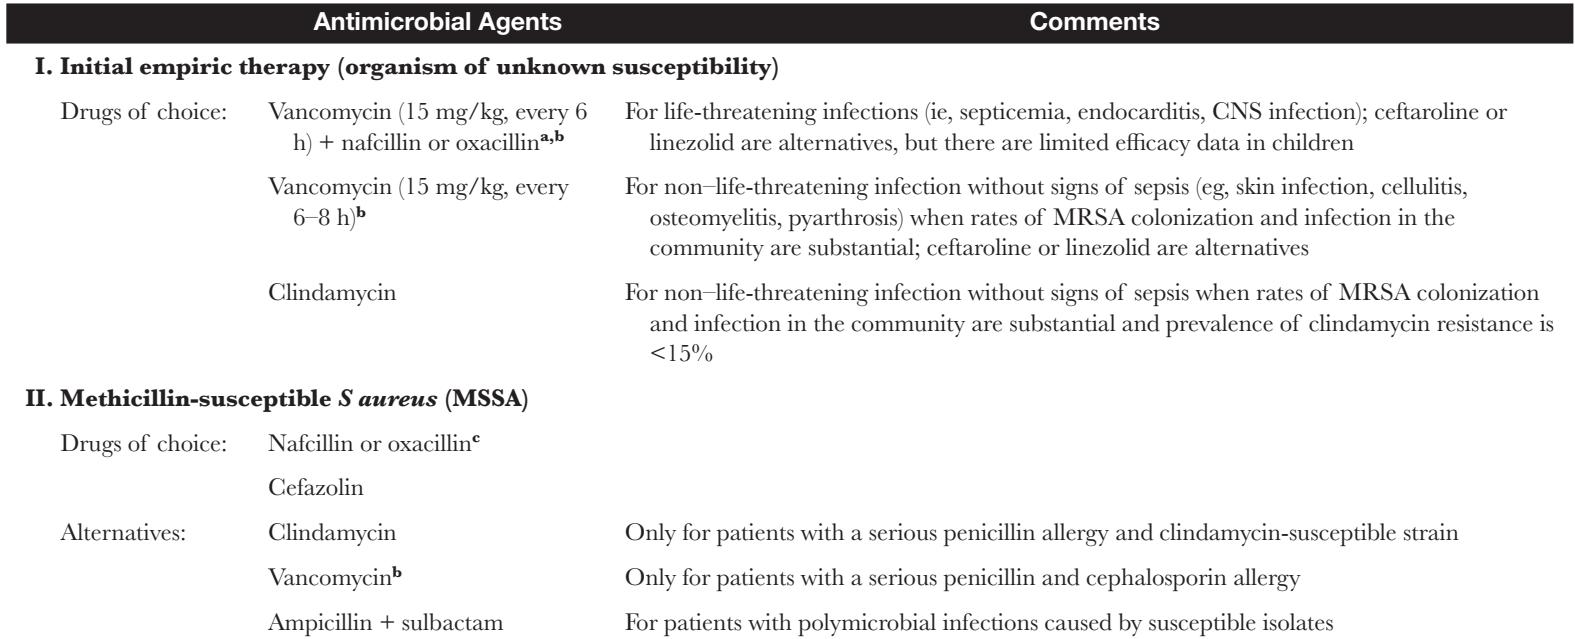 Antimicrobial Agents Comments
I. Initial empiric therapy (organism of unknown susceptibility)
Drugs of choice: Vancomycin (15 mg/kg, every 6 For life-threatening infections (ie, septicemia, endocarditis, CNS infection); ceftaroline or
h) + nafcillin or oxacillin^a,b linezolid are alternatives, but there are limited efficacy data in children
Vancomycin (15 mg/kg, every For non–life-threatening infection without signs of sepsis (eg, skin infection, cellulitis,
6–8 h)^b osteomyelitis, pyarthrosis) when rates of MRSA colonization and infection in the
community are substantial; ceftaroline or linezolid are alternatives
Clindamycin For non–life-threatening infection without signs of sepsis when rates of MRSA colonization
and infection in the community are substantial and prevalence of clindamycin resistance is
<15%
II. Methicillin-susceptible S aureus (MSSA)
Drugs of choice: Nafcillin or oxacillin^c
Cefazolin
Alternatives: Clindamycin Only for patients with a serious penicillin allergy and clindamycin-susceptible strain
Vancomycin^b Only for patients with a serious penicillin and cephalosporin allergy
Ampicillin + sulbactam For patients with polymicrobial infections caused by susceptible isolates